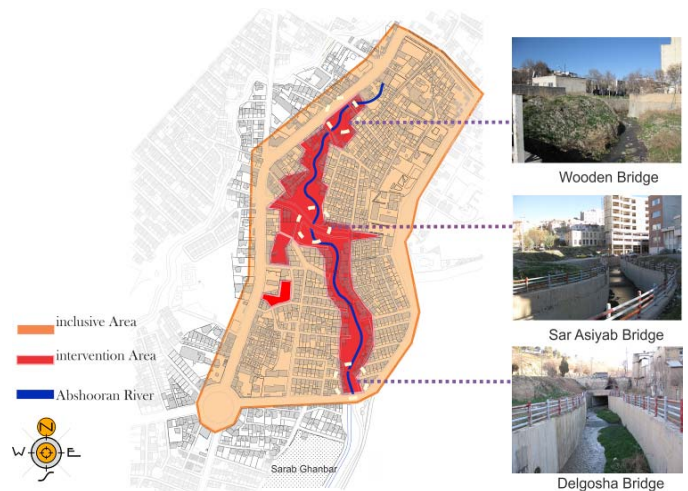 Wooden Bridge
Sar Asiyab Bridge
inclusive Area
intervention Area
Abshooran River
N
W E
S
Sarab Ghanbar
Delgosha Bridge